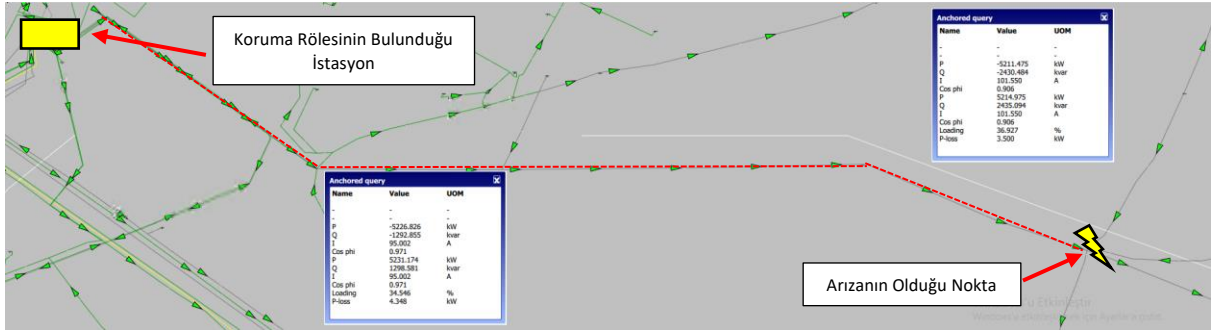 Koruma Rölesinin Bulunduğu
İstasyon
Anchored query
Name Value UOM
- -
- -
P -5211.475 kW
Q -2430.484 kvar
I 101.550 A
Cos phi 0.906
P 5214.975 kW
Q 2435.094 kvar
I 101.550 A
Cos phi 0.906
Loading 36.927 %
P-loss 3.500 kW
Anchored query
Name Value UOM
- -
- -
P -5226.826 kW
Q -1292.855 kvar
I 95.002 A
Cos phi 0.971
P 5231.174 kW
Q 1298.581 kvar
I 95.002 A
Cos phi 0.971
Loading 34.546 %
P-loss 4.348 kW
Arızanın Olduğu Nokta
'u Etkinleştir